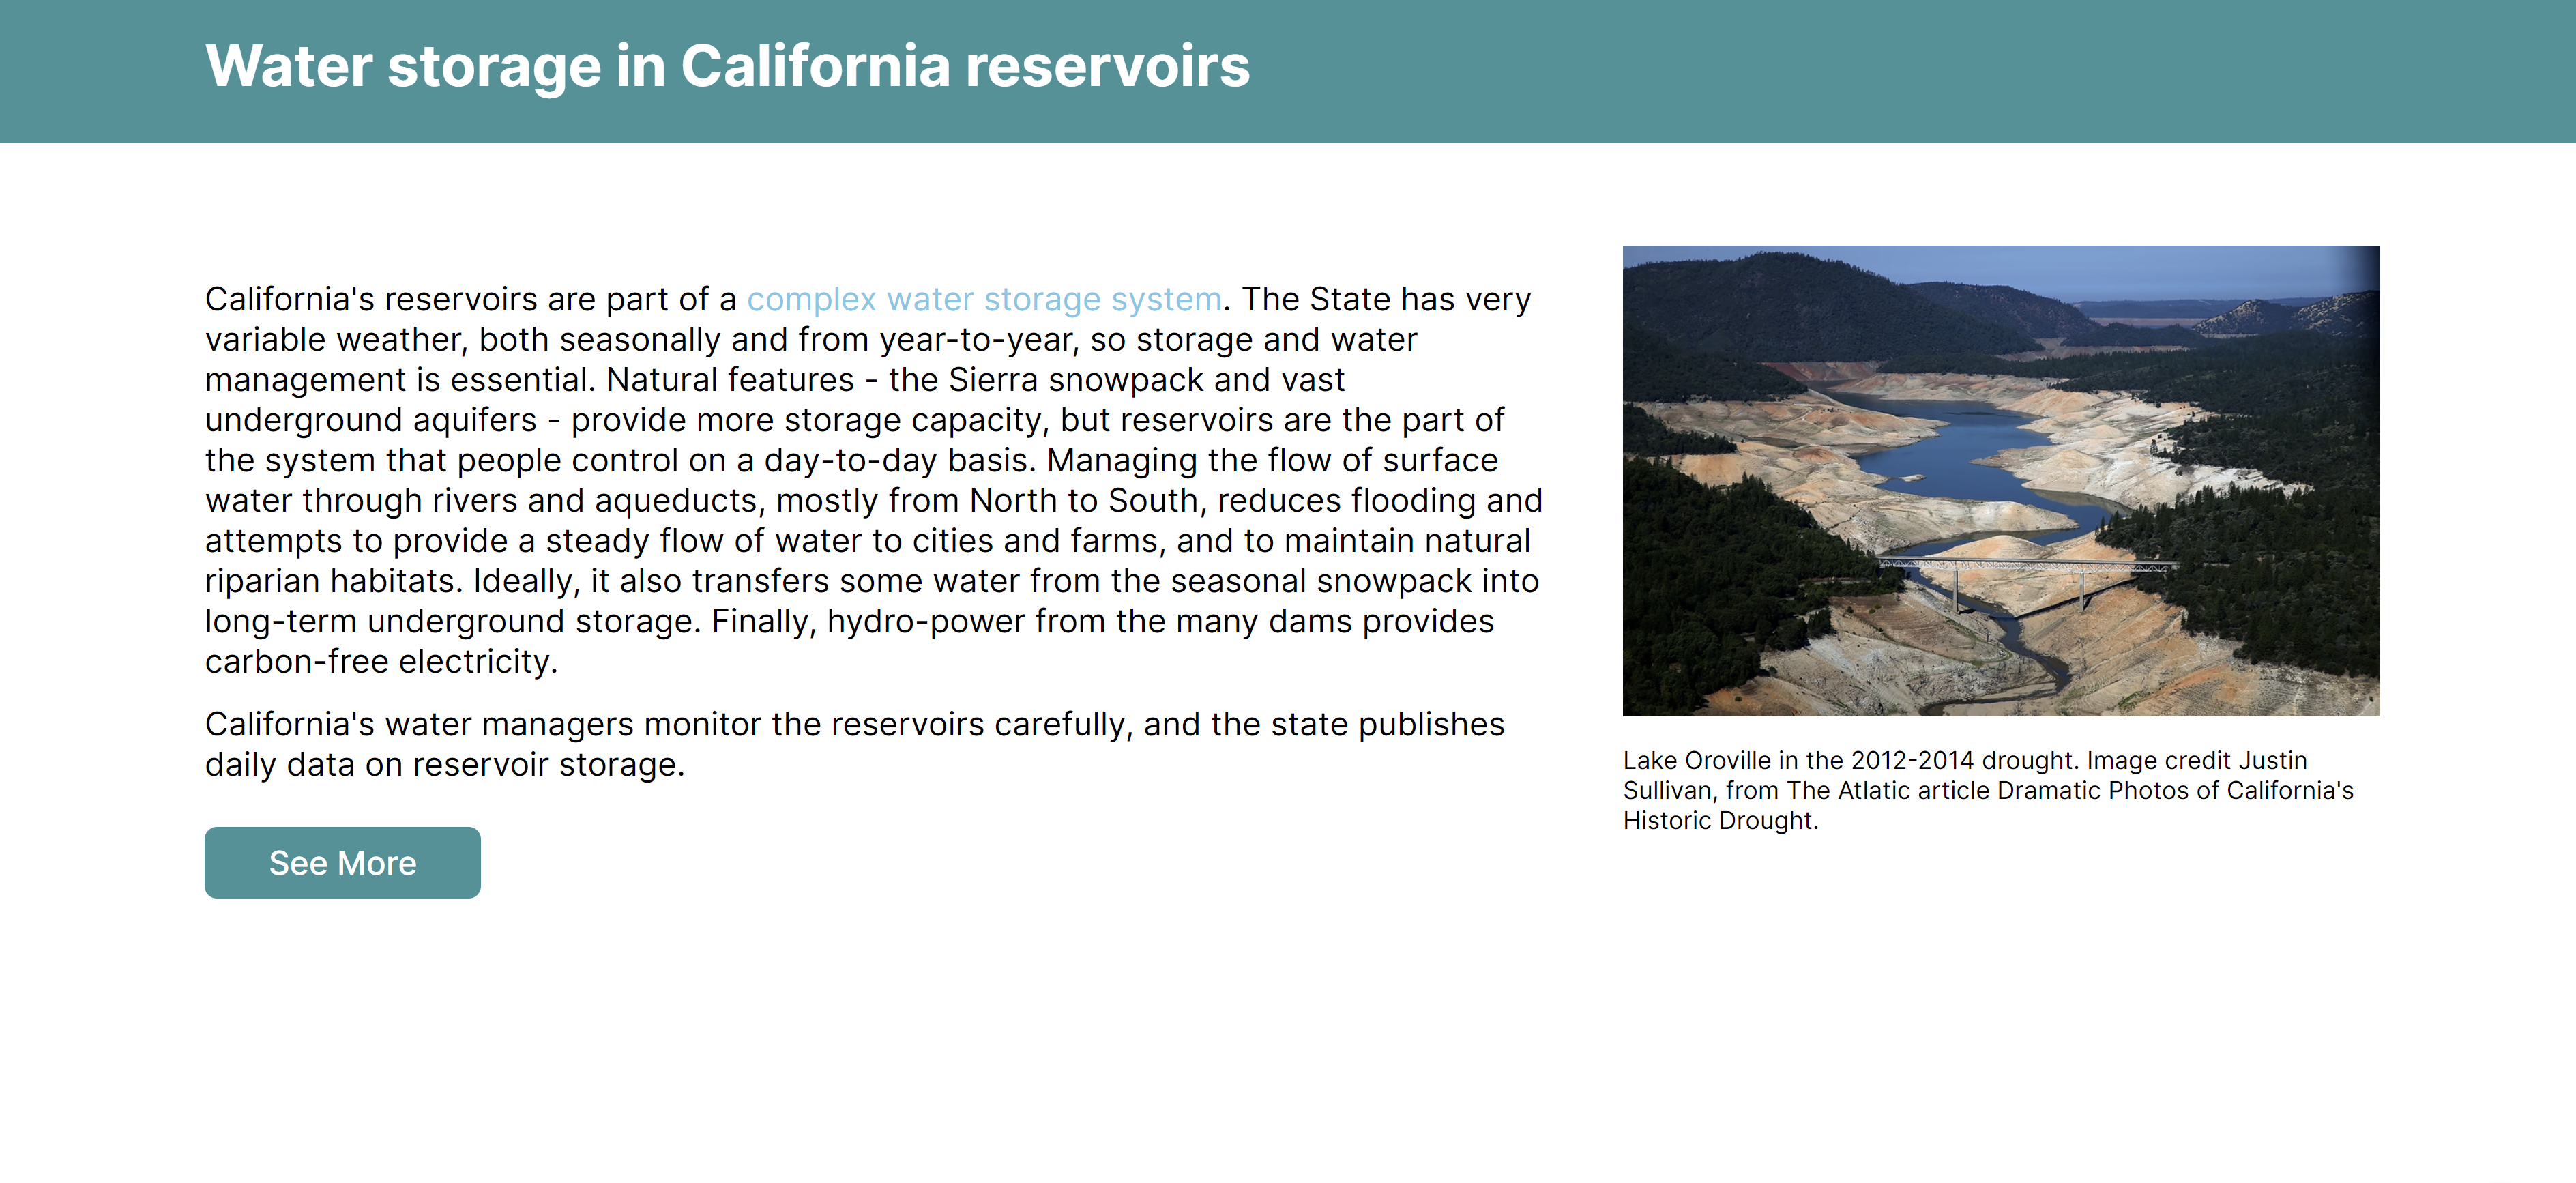 Water storage in California reservoirs
California's reservoirs are part of a complex water storage system. The State has very
variable weather, both seasonally and from year-to-year, so storage and water
management is essential. Natural features - the Sierra snowpack and vast
underground aquifers - provide more storage capacity, but reservoirs are the part of
the system that people control on a day-to-day basis. Managing the flow of surface
water through rivers and aqueducts, mostly from North to South, reduces flooding and
attempts to provide a steady flow of water to cities and farms, and to maintain natural
riparian habitats. Ideally, it also transfers some water from the seasonal snowpack into
long-term underground storage. Finally, hydro-power from the many dams provides
carbon-free electricity.
California's water managers monitor the reservoirs carefully, and the state publishes
daily data on reservoir storage.
See More
Lake Oroville in the 2012-2014 drought. Image credit Justin
Sullivan, from The Atlatic article Dramatic Photos of California's
Historic Drought.